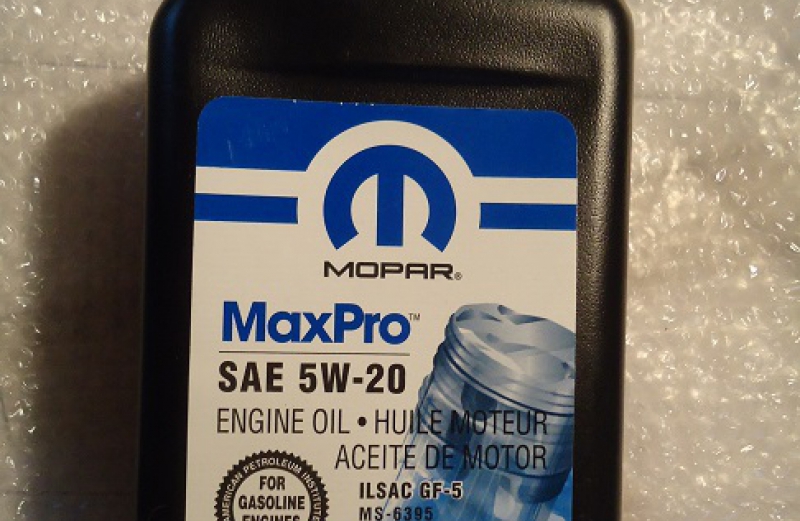 MOPAR®
MaxPro™
SAE 5W-20
ENGINE OIL • HUILE MOTEUR
ACEITE DE MOTOR
ILSAC GF-5
MS-6395
AMERICAN PETROLEUM INSTITUTE
FOR
GASOLINE
ENGINES